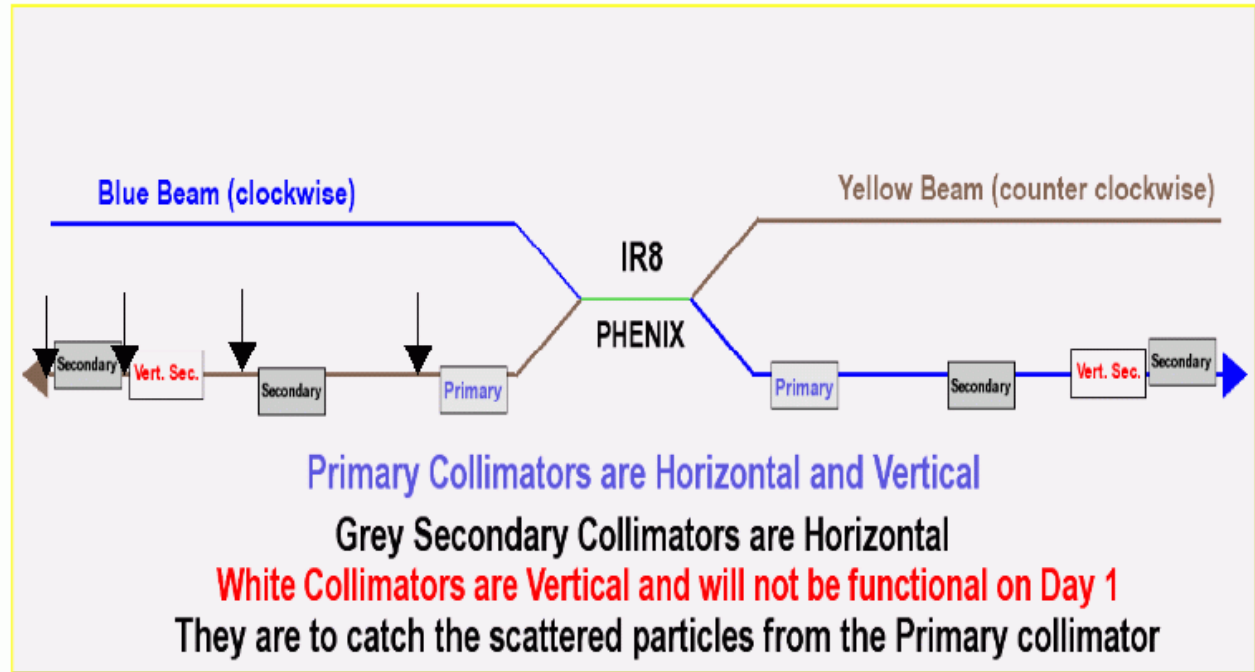 Blue Beam (clockwise)
Yellow Beam (counter clockwise)
IR8
PHENIX
Secondary
Vert. Sec.
Secondary
Primary
Primary
Secondary
Vert. Sec.
Secondary
Primary Collimators are Horizontal and Vertical
Grey Secondary Collimators are Horizontal
White Collimators are Vertical and will not be functional on Day 1
They are to catch the scattered particles from the Primary collimator